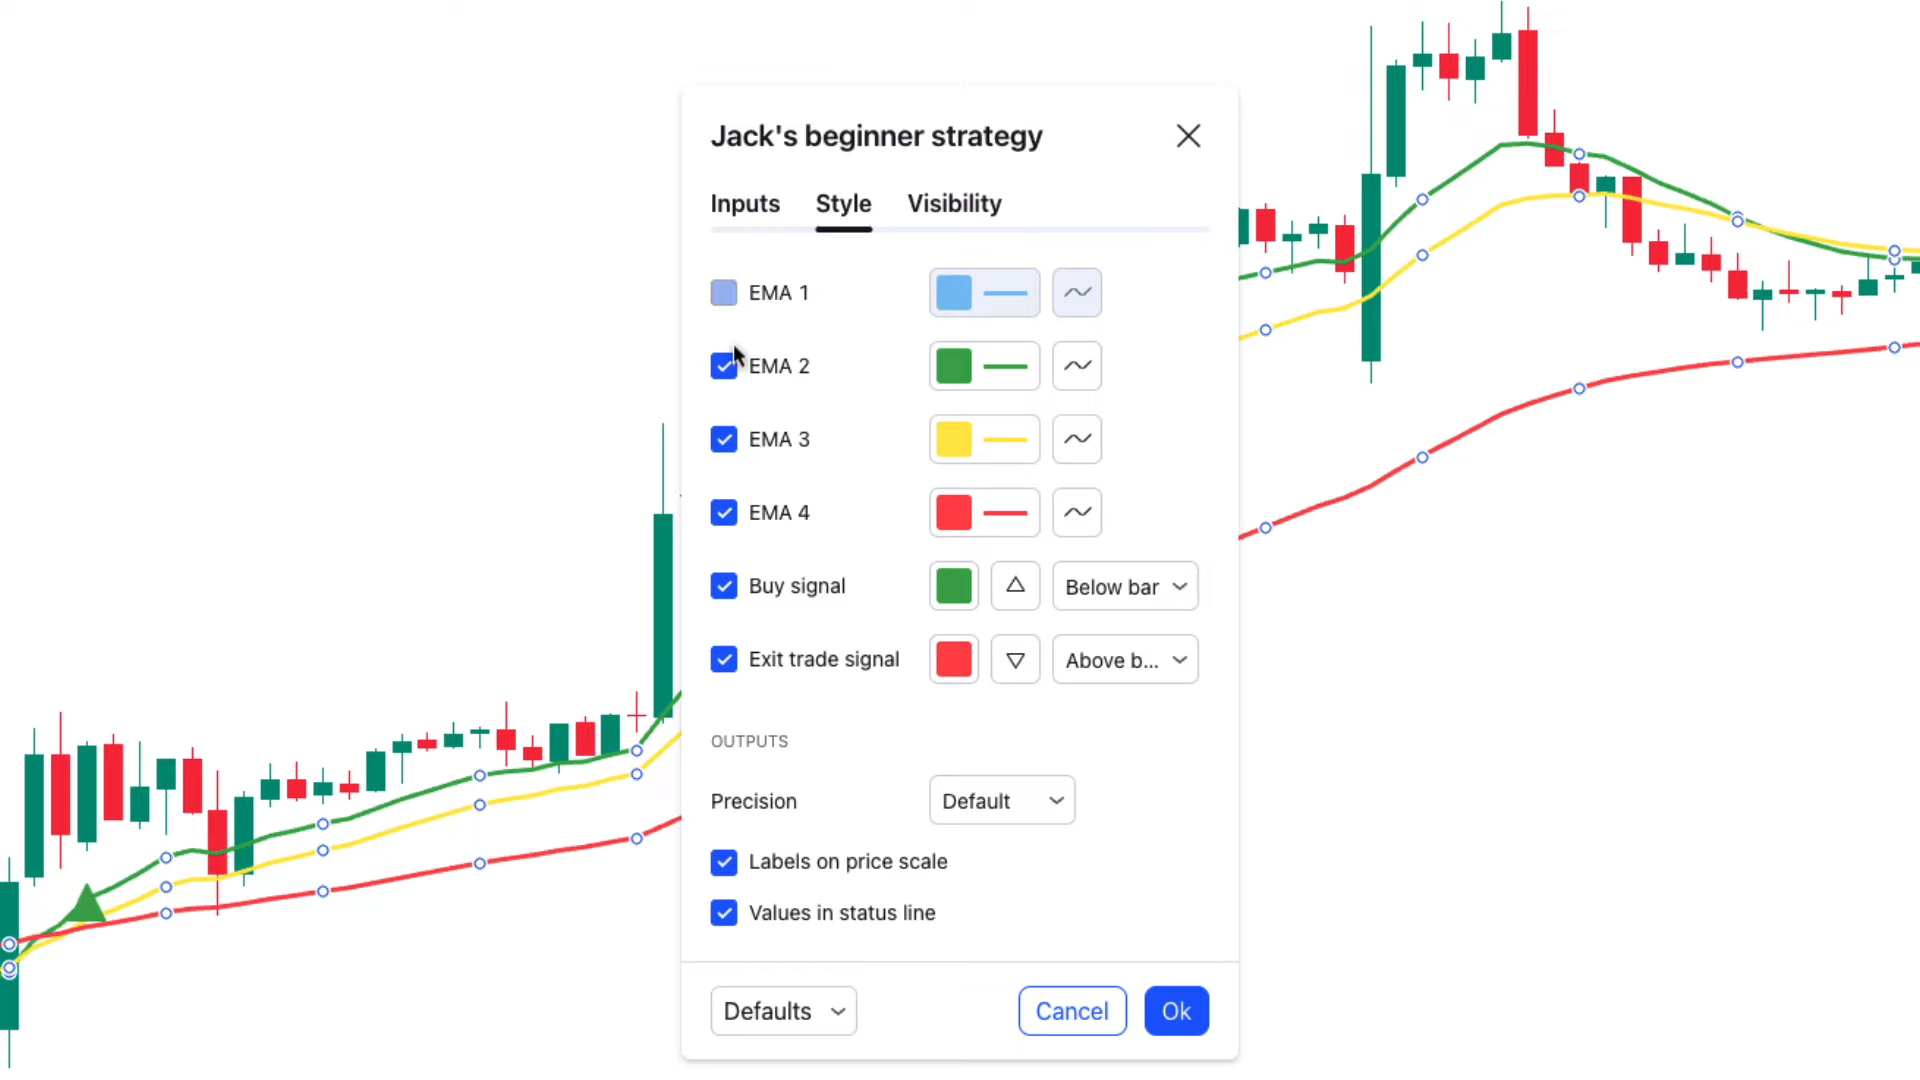 Jack's beginner strategy
Inputs Style Visibility
EMA 1
EMA 2
EMA 3
EMA 4
Buy signal Below bar
Exit trade signal Above b...
OUTPUTS
Precision Default
Labels on price scale
Values in status line
Defaults Cancel Ok